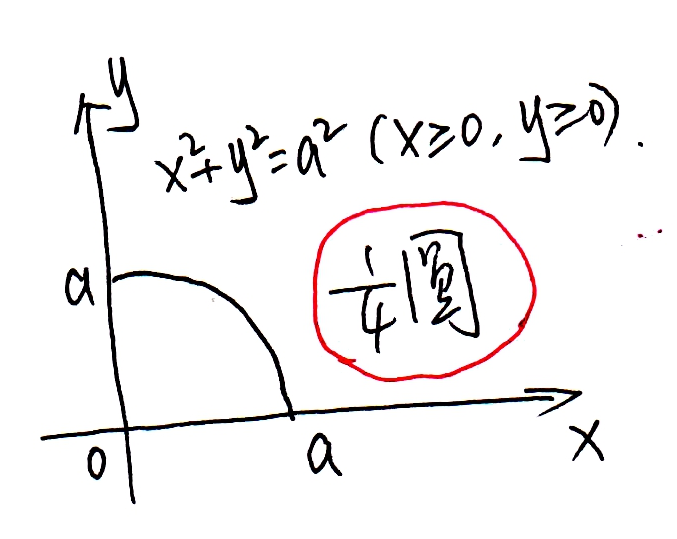 y
x²+y²=a² (x≥0, y≥0).
a
1/4圆
0
a
x